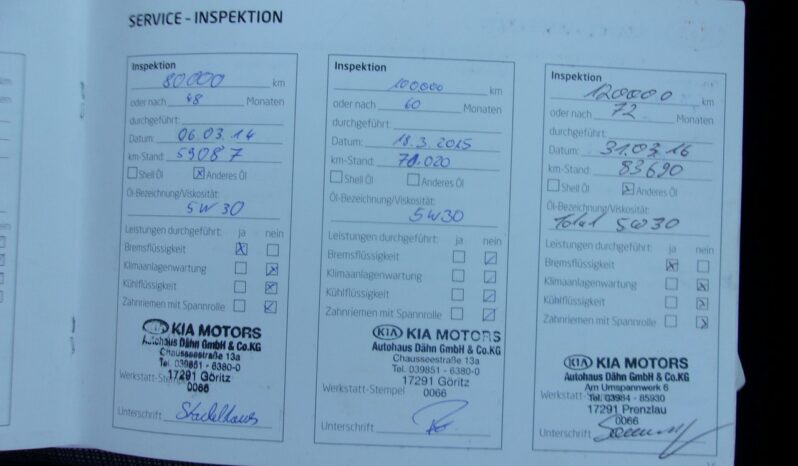 SERVICE - INSPEKTION
Inspektion
80000 km
oder nach 48 Monaten
durchgeführt:
Datum: 06.03.14
km-Stand: 59087
Shell Öl Anderes Öl
Öl-Bezeichnung/Viskosität:
5W30
Leistungen durchgeführt: ja nein
Bremsflüssigkeit
Klimaanlagenwartung
Kühlflüssigkeit
Zahnriemen mit Spannrolle
KIA KIA MOTORS
Autohaus Dähn GmbH & Co.KG
Chausseestraße 13a
Tel. 039851 - 6380-0
17291 Göritz
Werkstatt-Stempel
0066
Unterschrift
Inspektion
100.000 km
oder nach 60 Monaten
durchgeführt:
Datum: 18.3.2015
km-Stand: 70.020
Shell Öl Anderes Öl
Öl-Bezeichnung/Viskosität:
5W30
Leistungen durchgeführt: ja nein
Bremsflüssigkeit
Klimaanlagenwartung
Kühlflüssigkeit
Zahnriemen mit Spannrolle
KIA KIA MOTORS
Autohaus Dähn GmbH & Co.KG
Chausseestraße 13a
Tel. 039851 - 6380-0
17291 Göritz
Werkstatt-Stempel 0066
Unterschrift
Inspektion
120000 km
oder nach 72 Monaten
durchgeführt:
Datum: 31.03.16
km-Stand: 83690
Shell Öl Anderes Öl
Öl-Bezeichnung/Viskosität:
Total 5W30
Leistungen durchgeführt: ja nein
Bremsflüssigkeit
Klimaanlagenwartung
Kühlflüssigkeit
Zahnriemen mit Spannrolle
KIA KIA MOTORS
Autohaus Dähn GmbH & Co.KG
Am Umspannwerk 6
Werkstatt- Tel. 03984 - 85930
17291 Prenzlau
0066
Unterschrift